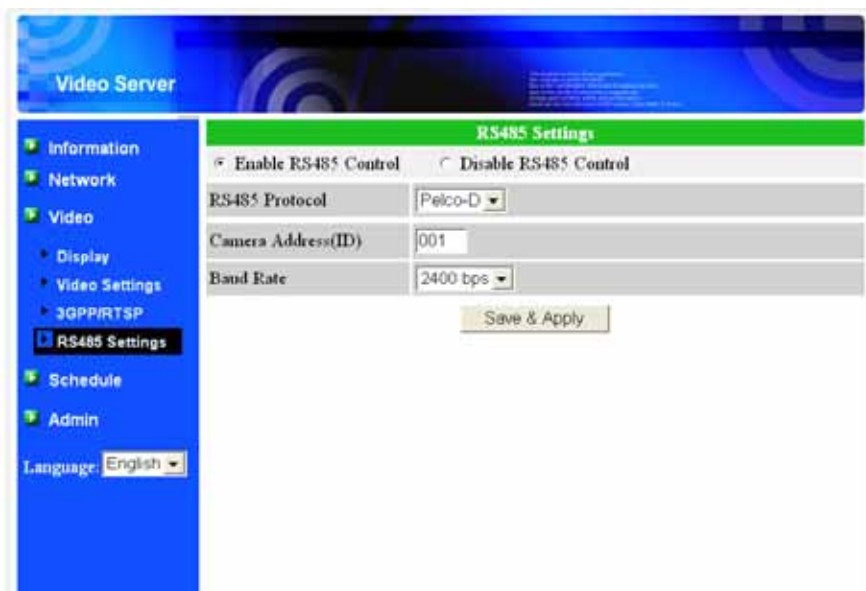 Video Server
Information
Network
Video
Display
Video Settings
3GPP/RTSP
RS485 Settings
Schedule
Admin
Language: English
RS485 Settings
Enable RS485 Control Disable RS485 Control
RS485 Protocol Pelco-D
Camera Address(ID) 001
Baud Rate 2400 bps
Save & Apply